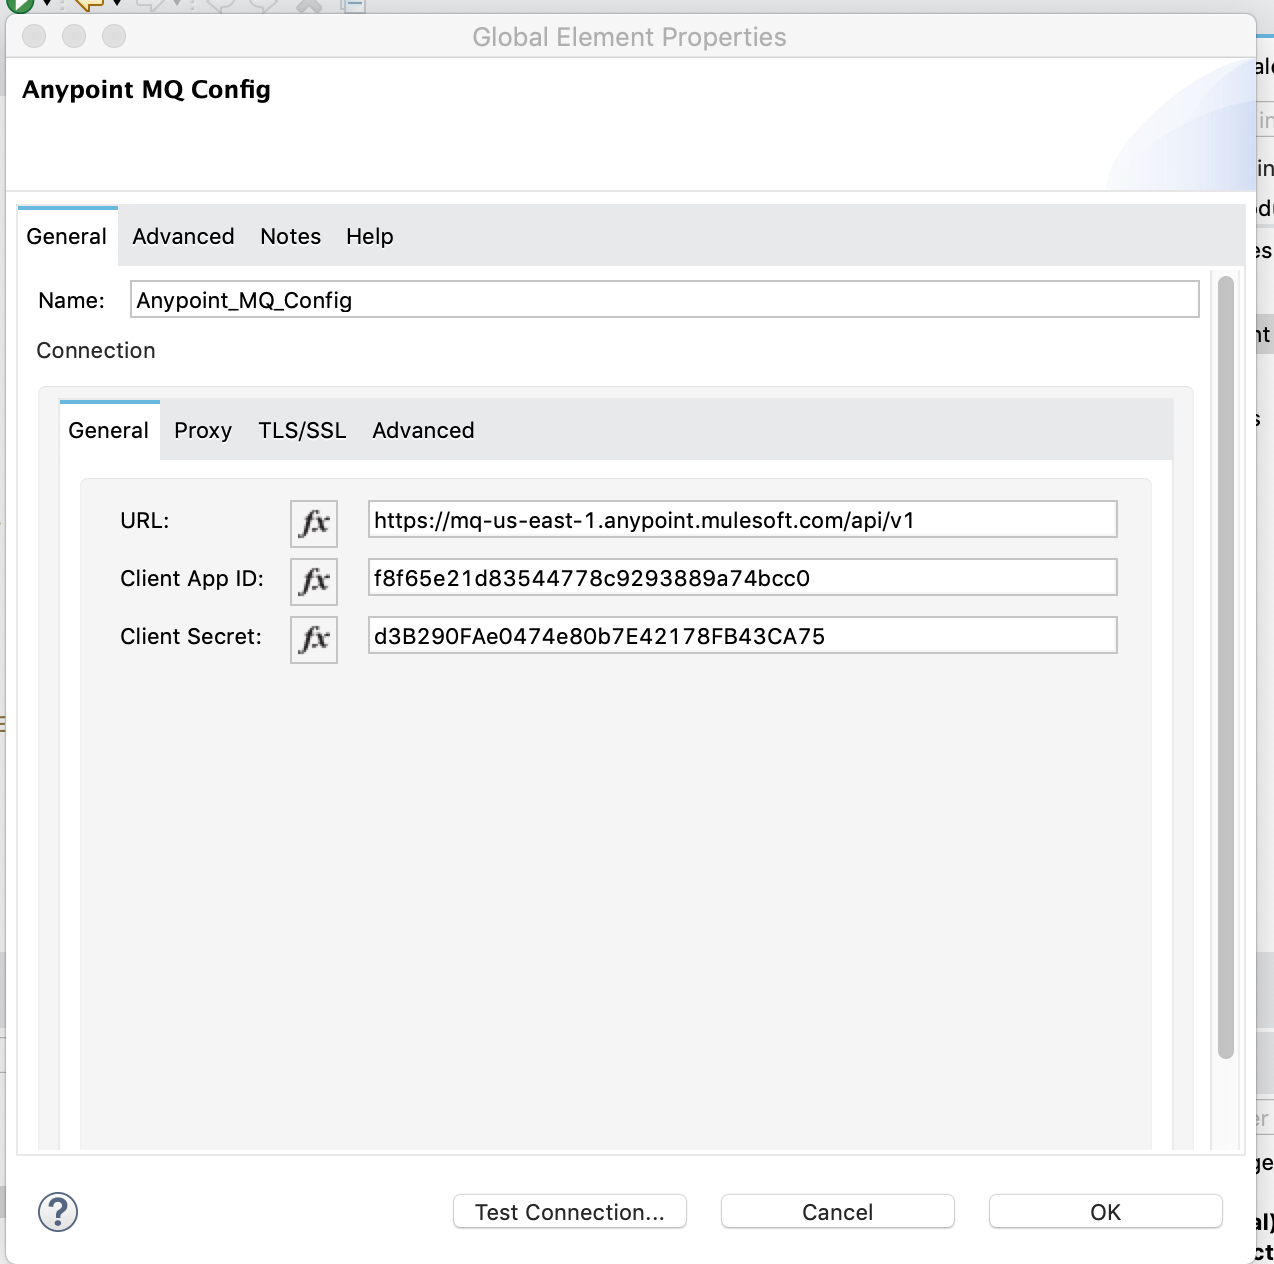 Global Element Properties
Anypoint MQ Config
General Advanced Notes Help
Name: Anypoint_MQ_Config
Connection
General Proxy TLS/SSL Advanced
URL: fx https://mq-us-east-1.anypoint.mulesoft.com/api/v1
Client App ID: fx f8f65e21d83544778c9293889a74bcc0
Client Secret: fx d3B290FAe0474e80b7E42178FB43CA75
? Test Connection... Cancel OK